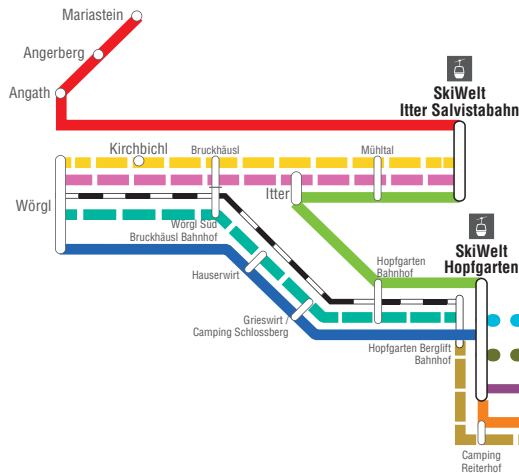 Mariastein
Angerberg
Angath
SkiWelt
Itter Salvistabahn
Kirchbichl
Bruckhäusl
Mühltal
Itter
Wörgl
Wörgl Süd
Bruckhäusl Bahnhof
SkiWelt
Hopfgarten
Hopfgarten
Bahnhof
Hauserwirt
Grieswirt /
Camping Schlossberg
Hopfgarten Berglift
Bahnhof
Camping
Reiterhof